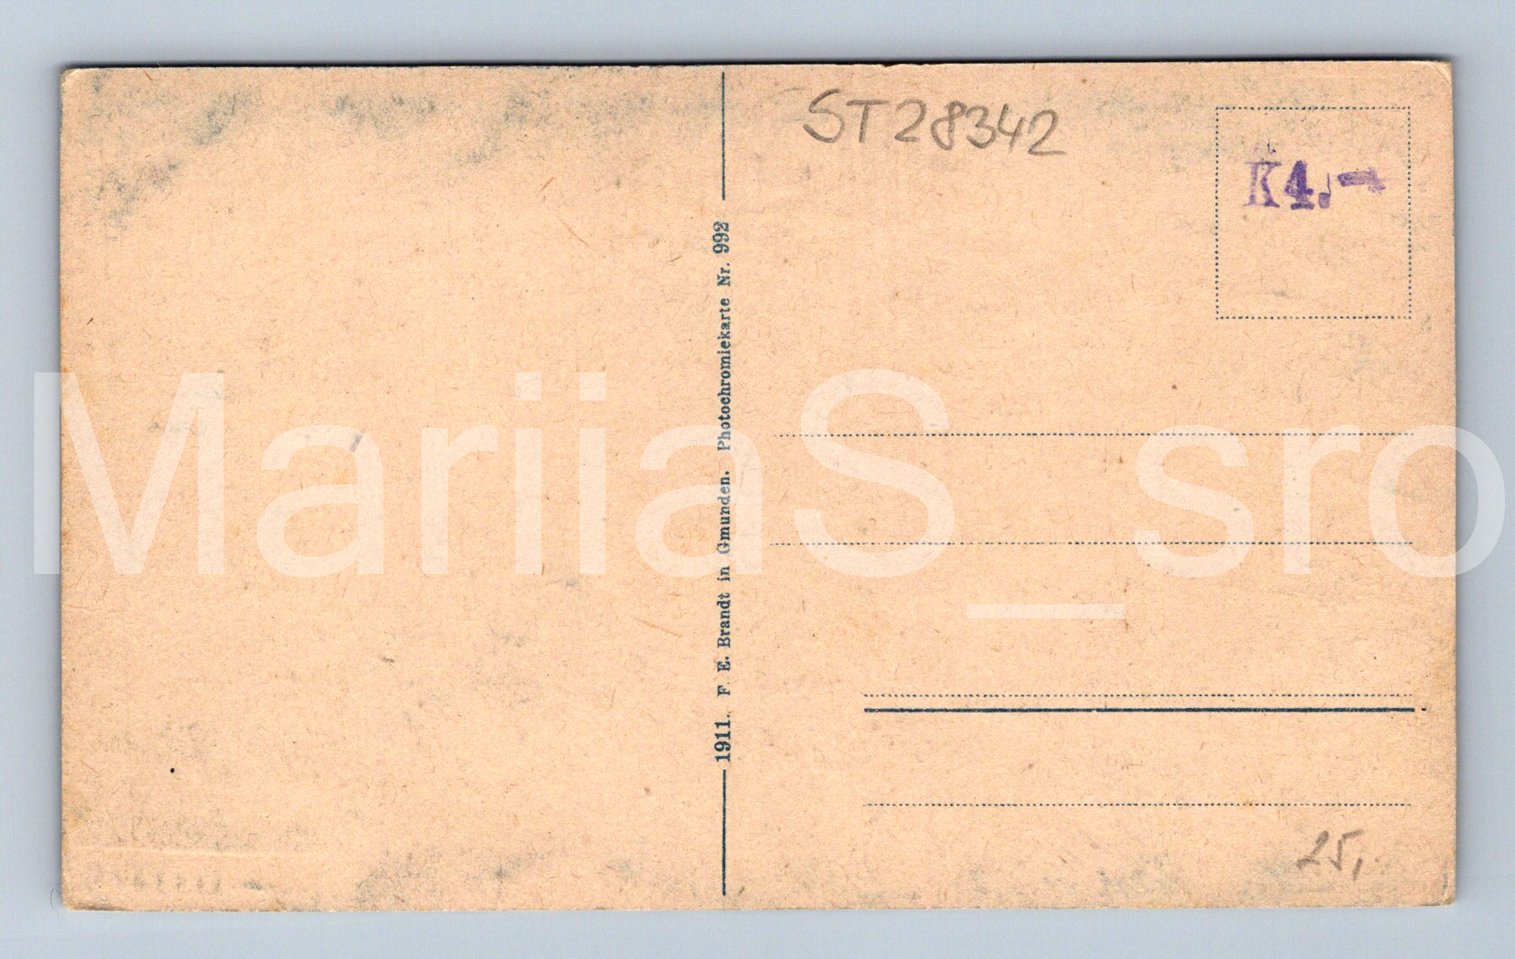 ST28342
K4.-
1911. F. E. Brandt in Gmunden. Photochromiekarte Nr. 992
MariiaS_sro
25,